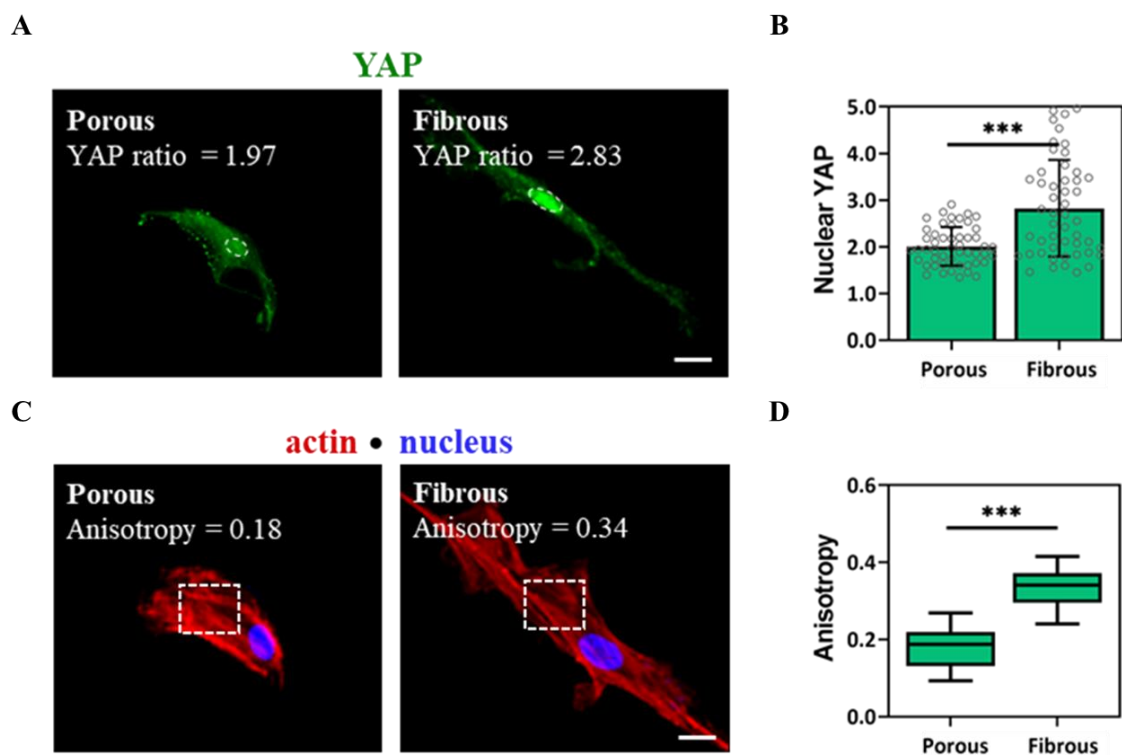 A
YAP
Porous
YAP ratio = 1.97
Fibrous
YAP ratio = 2.83
B
Nuclear YAP
5.0
4.0
3.0
2.0
1.0
0.0
***
Porous
Fibrous
C
actin • nucleus
Porous
Anisotropy = 0.18
Fibrous
Anisotropy = 0.34
D
Anisotropy
0.6
0.4
0.2
0.0
***
Porous
Fibrous